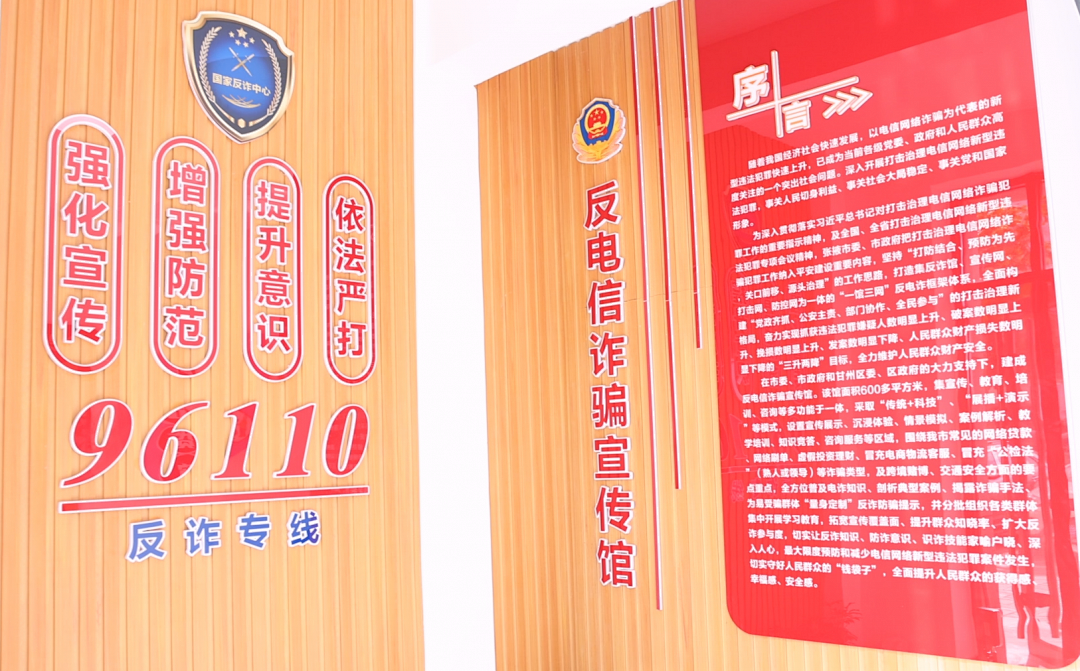 国家反诈中心
强化宣传
增强防范
提升意识
依法严打
96110
反诈专线
反电信诈骗宣传馆
序言
随着我国经济社会快速发展，以电信网络诈骗为代表的新
型违法犯罪快速上升，已成为当前各级党委、政府和人民群众高
度关注的一个突出社会问题。深入开展打击治理电信网络新型违
法犯罪，事关人民切身利益、事关社会大局稳定、事关党和国家
形象。
为深入贯彻落实习近平总书记对打击治理电信网络诈骗犯
罪工作的重要指示精神，及全国、全省打击治理电信网络新型违
法犯罪专项会议精神，张掖市委、市政府把打击治理电信网络诈
骗犯罪工作纳入平安建设重要内容，坚持“打防结合、预防为先
，关口前移、源头治理”的工作思路，打造集反诈馆、宣传网、
打击网、防控网为一体的“一馆三网”反电诈框架体系，全面构
建“党政齐抓、公安主责、部门协作、全民参与”的打击治理新
格局，奋力实现抓获违法犯罪嫌疑人数明显上升、破案数明显上
升、挽损数明显上升、发案数明显下降、人民群众财产损失数明
显下降的“三升两降”目标，全力维护人民群众财产安全。
在市委、市政府和甘州区委、区政府的大力支持下，建成
反电信诈骗宣传馆。该馆面积600多平方米，集宣传、教育、培
训、咨询等多功能于一体，采取“传统+科技”、“展播+演示
”等模式，设置宣传展示、沉浸体验、情景模拟、案例解析、教
学培训、知识竞答、咨询服务等区域，围绕我市常见的网络贷款
、网络刷单、虚假投资理财、冒充电商物流客服、冒充“公检法
”（熟人或领导）等诈骗类型，及跨境赌博、交通安全方面的要
点重点，全方位普及电诈知识、剖析典型案例、揭露诈骗手法、
为易受骗群体“量身定制”反诈防骗提示，并分批组织各类群体
集中开展学习教育，拓宽宣传覆盖面、提升群众知晓率、扩大反
诈参与度，切实让反诈知识、防诈意识、识诈技能家喻户晓、深
入人心，最大限度预防和减少电信网络新型违法犯罪案件发生，
切实守好人民群众的“钱袋子”，全面提升人民群众的获得感、
幸福感、安全感。